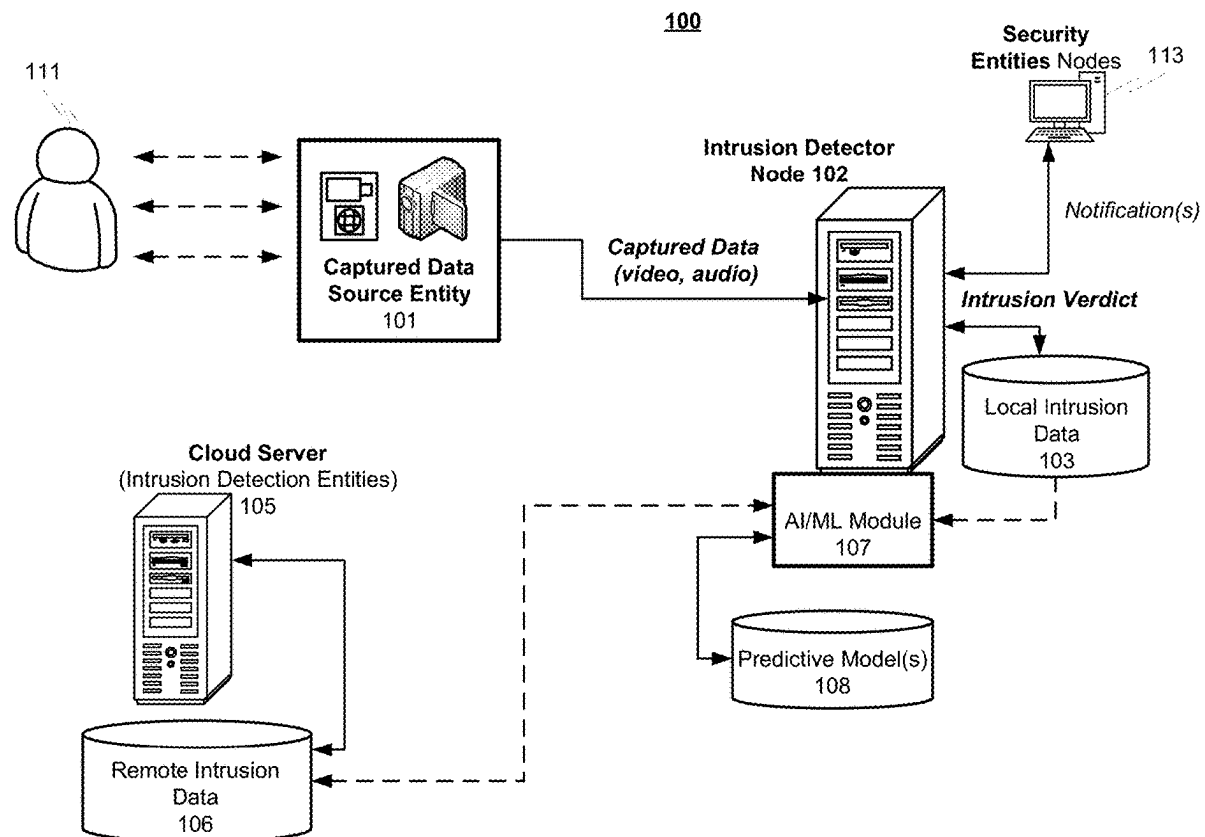 100
111
Security
Entities Nodes
113
Intrusion Detector
Node 102
Notification(s)
Captured Data
(video, audio)
Captured Data
Source Entity
101
Intrusion Verdict
Local Intrusion
Data
103
Cloud Server
(Intrusion Detection Entities)
105
AI/ML Module
107
Predictive Model(s)
108
Remote Intrusion
Data
106